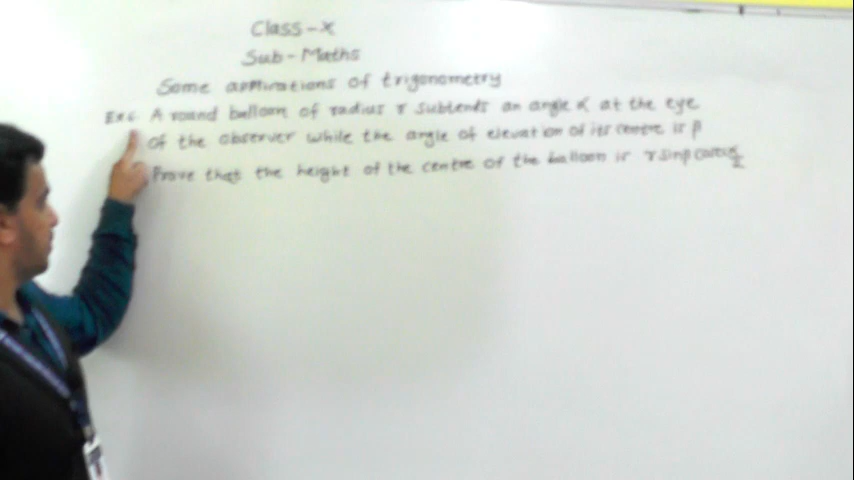 Class-X
Sub-Maths
Some applications of trigonometry
Ex: A round balloon of radius r subtends an angle α at the eye
of the observer while the angle of elevation of its centre is β
Prove that the height of the centre of the balloon is r sinβ cosec α/2